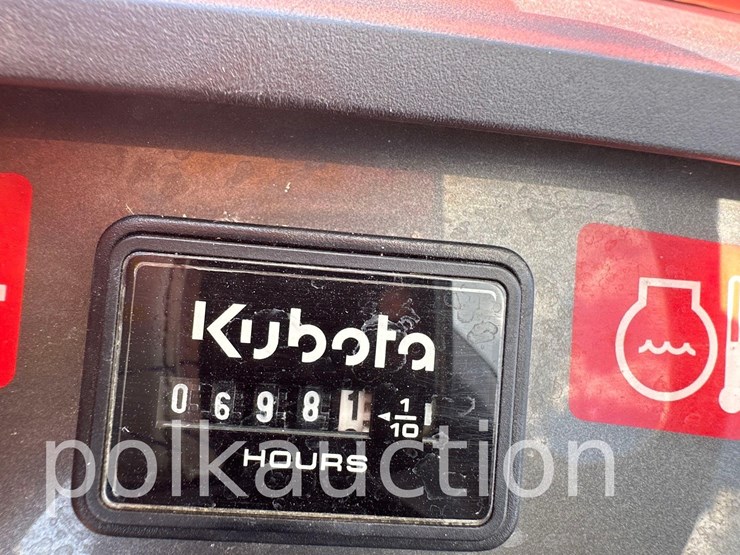 Kubota
0 6 9 8 1 1/10
HOURS
polkauction